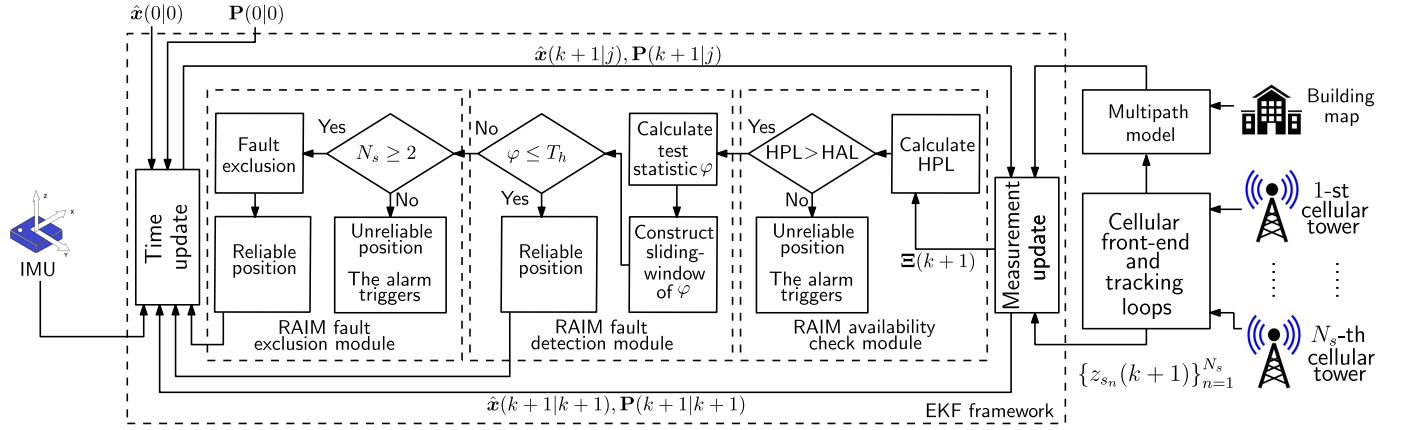 x̂(0|0)
P(0|0)
x̂(k+1|j), P(k+1|j)
IMU
z
x
Y
Time
update
Fault
exclusion
Yes
N_s ≥ 2
No
Reliable
position
Unreliable
position
The alarm
triggers
RAIM fault
exclusion module
No
φ ≤ T_h
Yes
Reliable
position
Calculate
test
statistic φ
Construct
sliding-
window
of φ
RAIM fault
detection module
Yes
HPL>HAL
No
Calculate
HPL
Unreliable
position
The alarm
triggers
RAIM availability
check module
Ξ(k+1)
Measurement
update
x̂(k+1|k+1), P(k+1|k+1)
EKF framework
Multipath
model
Building
map
Cellular
front-end
and
tracking
loops
1-st
cellular
tower
N_s-th
cellular
tower
{z_{s_n}(k+1)}_{n=1}^{N_s}